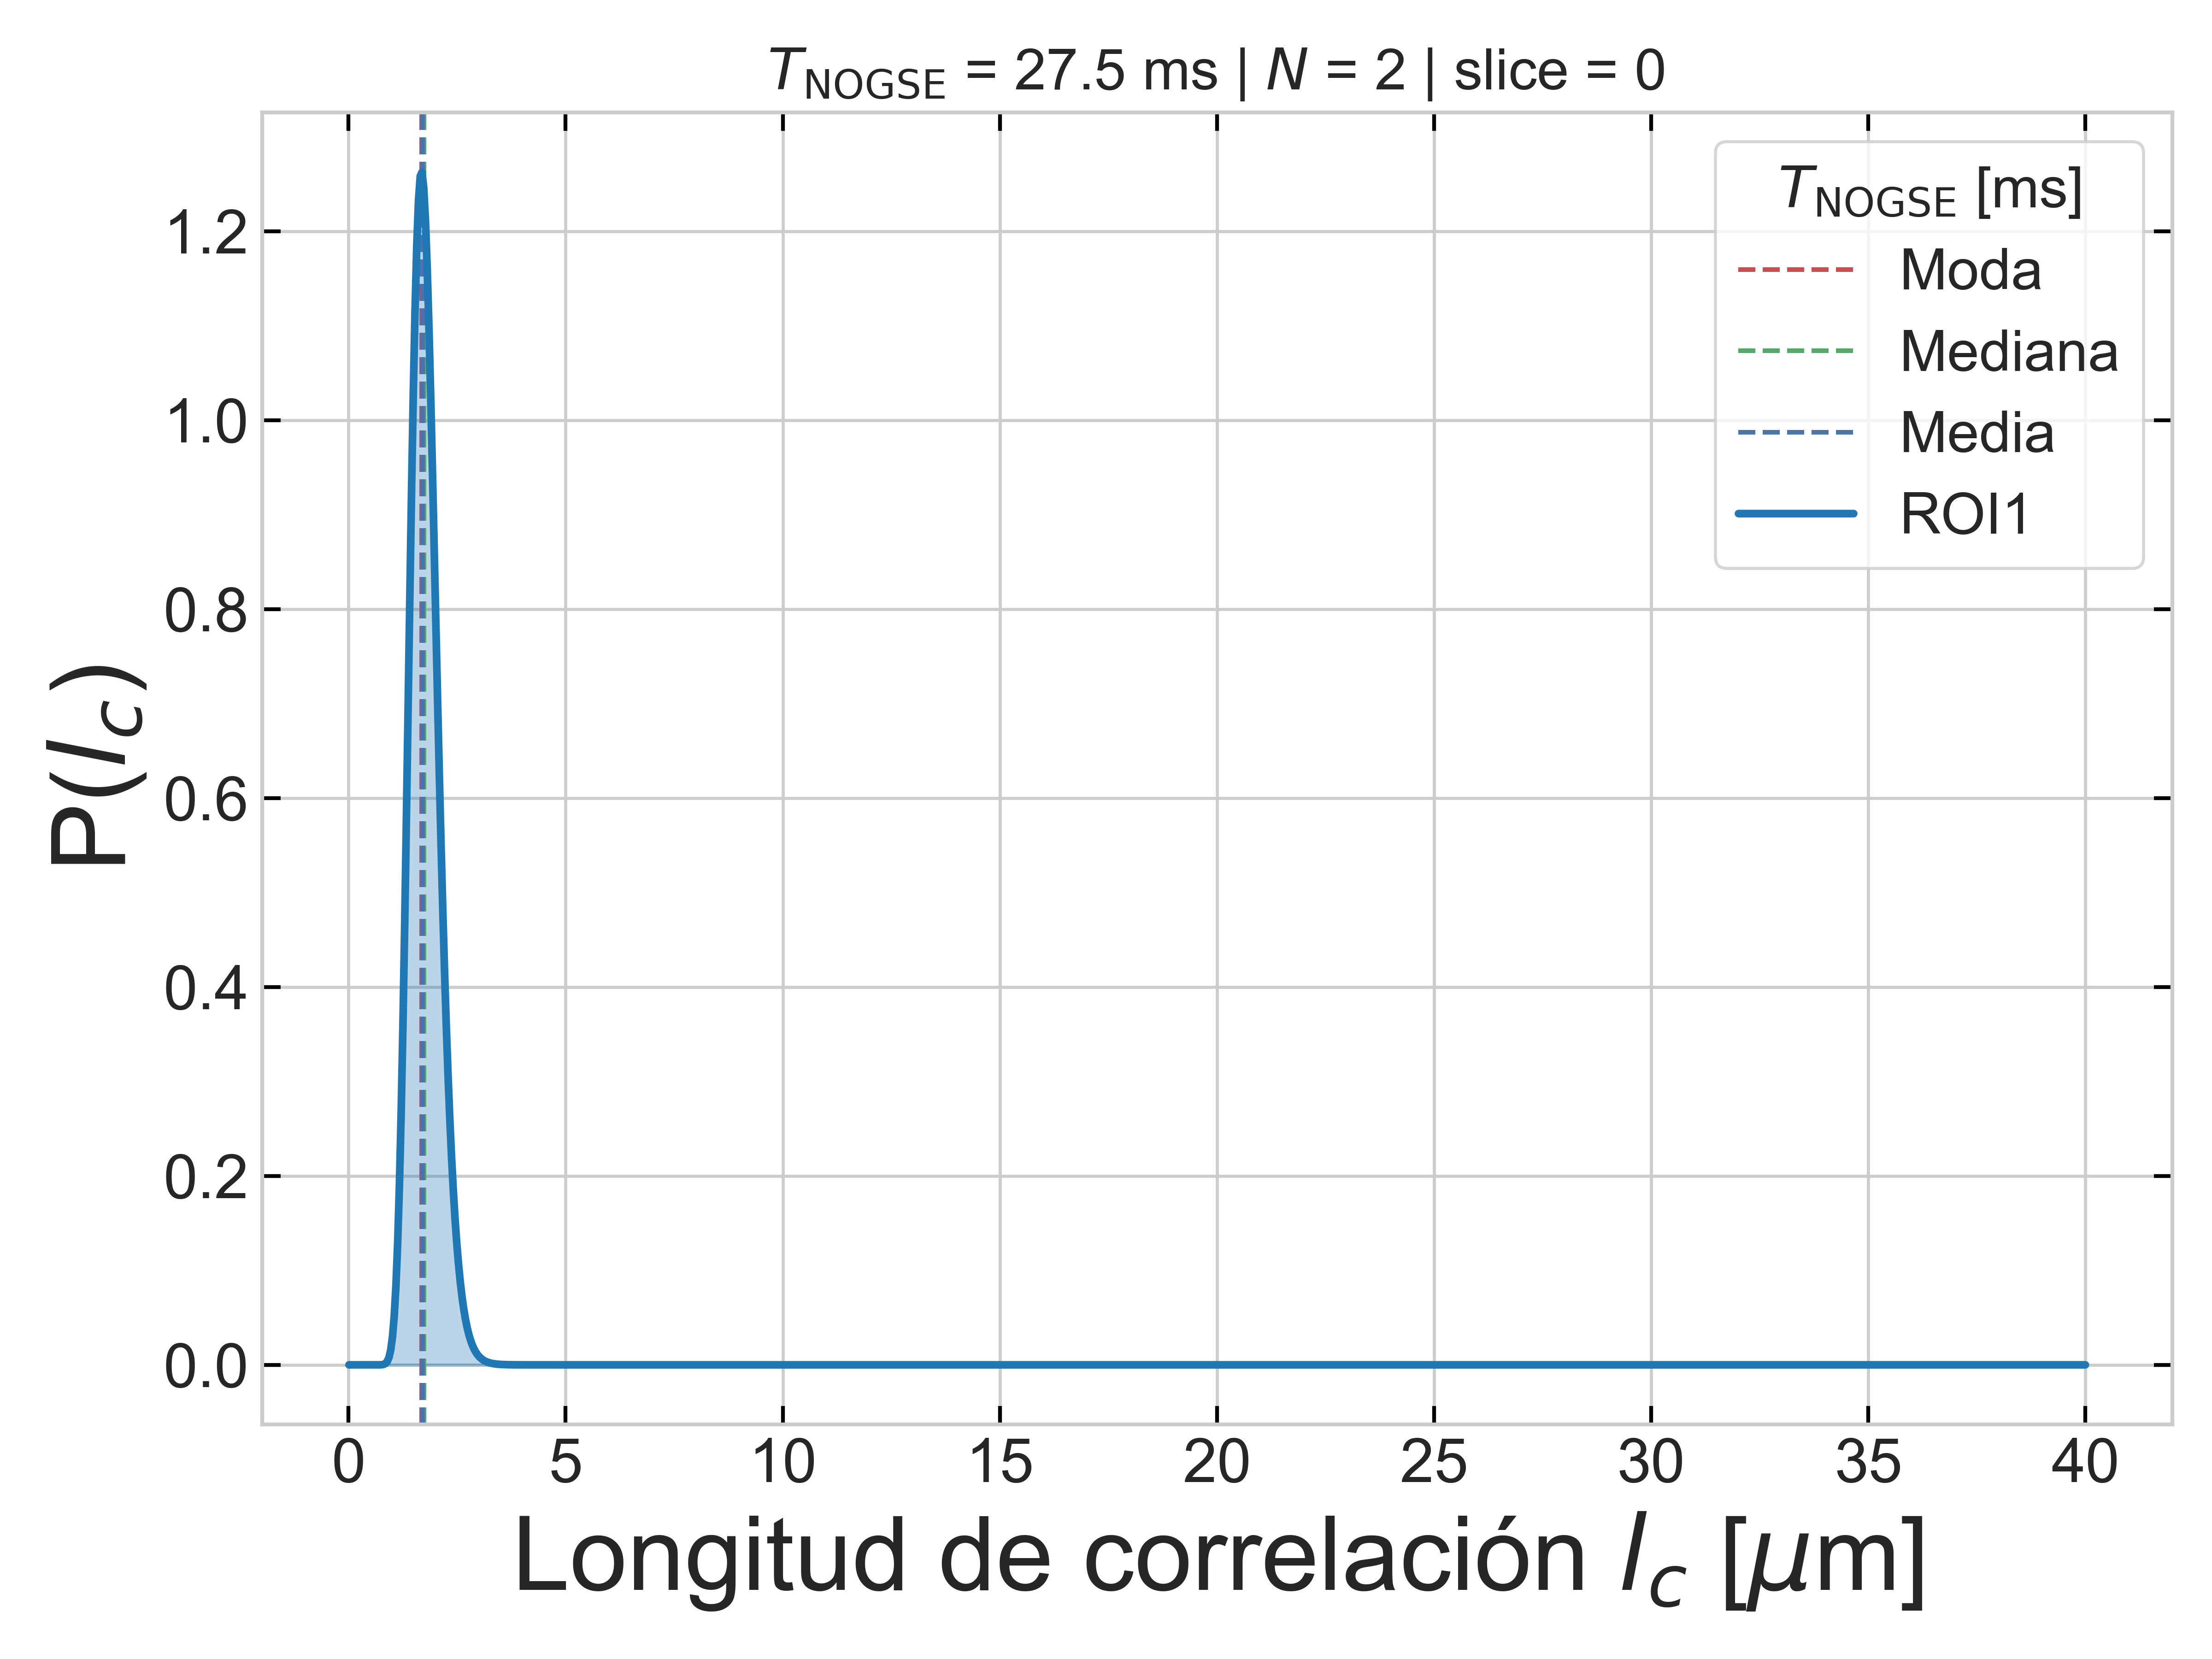 T_NOGSE = 27.5 ms | N = 2 | slice = 0
T_NOGSE [ms]
Moda
Mediana
Media
ROI1
P(l_c)
1.2
1.0
0.8
0.6
0.4
0.2
0.0
0 5 10 15 20 25 30 35 40
Longitud de correlación l_c [μm]